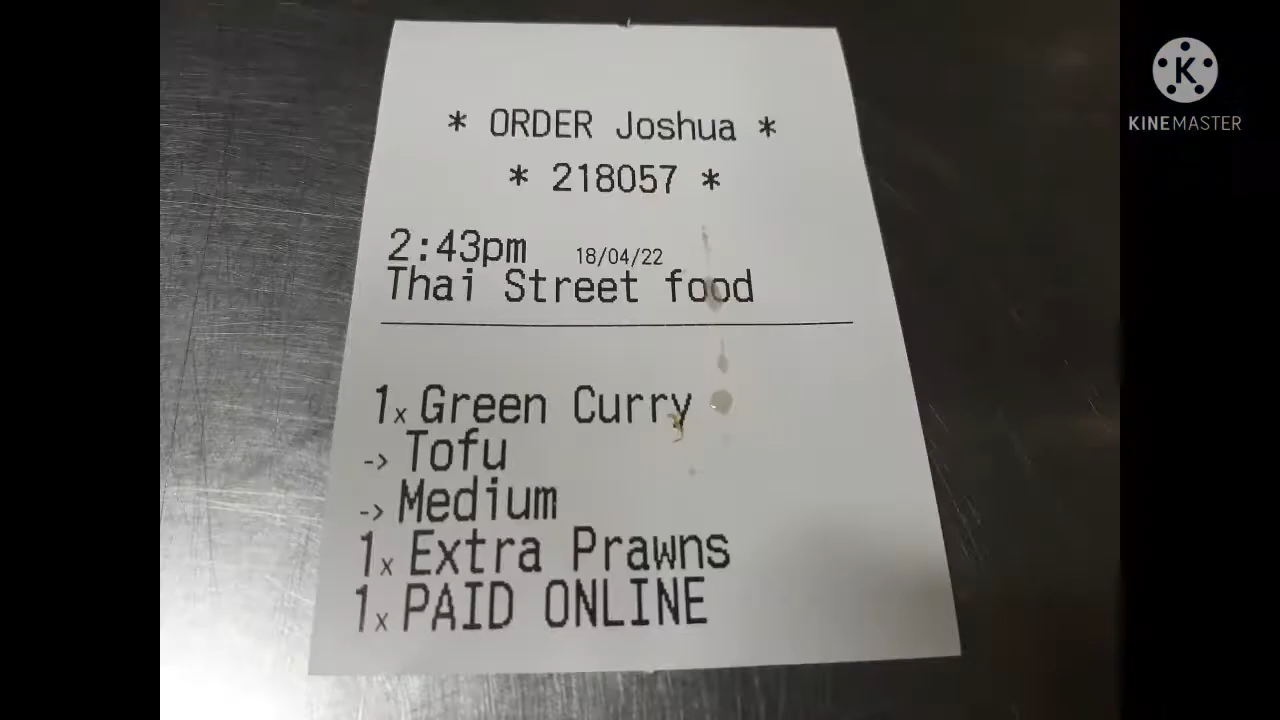 * ORDER Joshua *
* 218057 *
2:43pm 18/04/22
Thai Street food
1x Green Curry
-> Tofu
-> Medium
1x Extra Prawns
1x PAID ONLINE
K
KINEMASTER